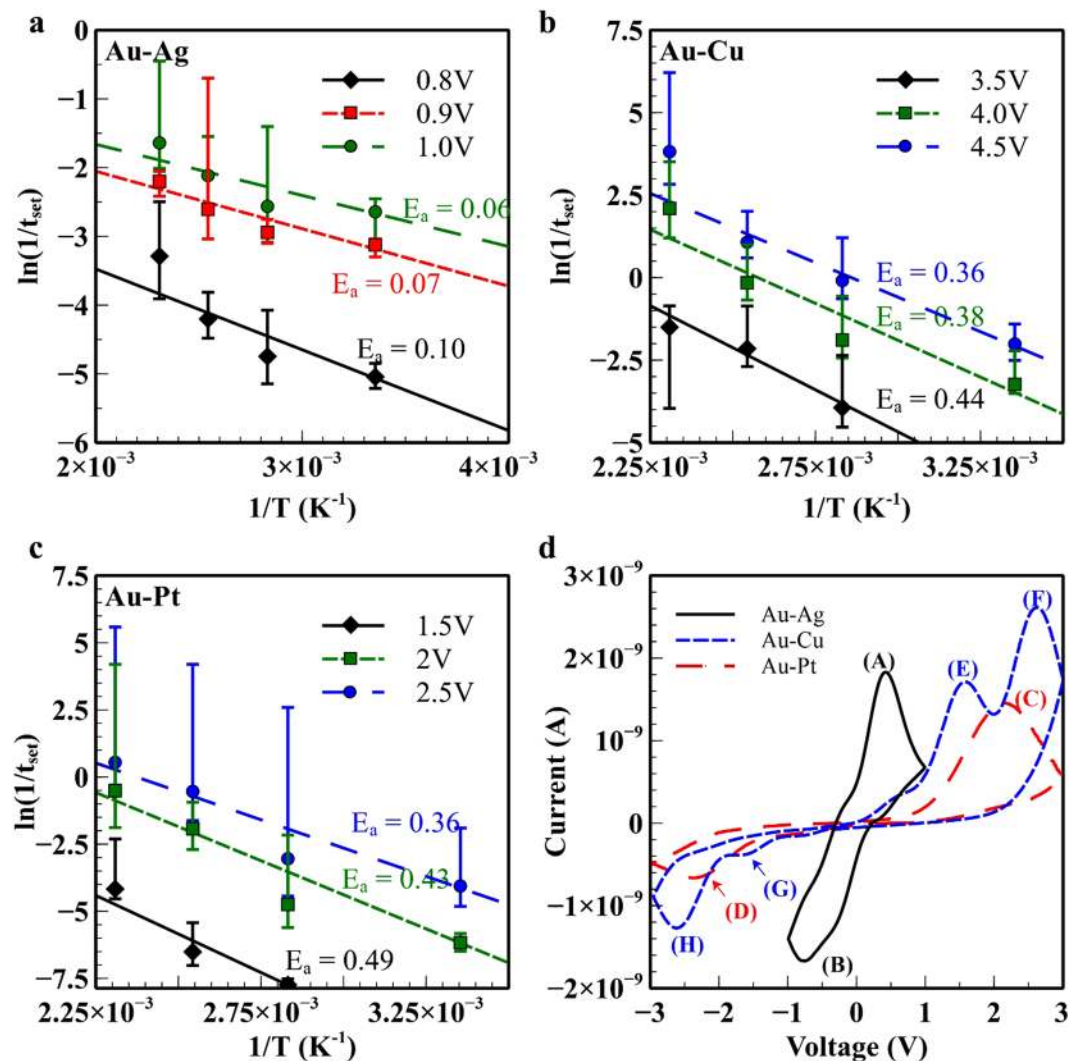 a
Au-Ag
0.8V
0.9V
1.0V
E_a = 0.06
E_a = 0.07
E_a = 0.10
ln(1/t_set)
0
−1
−2
−3
−4
−5
−6
2×10⁻³
3×10⁻³
4×10⁻³
1/T (K⁻¹)
b
Au-Cu
3.5V
4.0V
4.5V
E_a = 0.36
E_a = 0.38
E_a = 0.44
ln(1/t_set)
7.5
5
2.5
0
−2.5
−5
2.25×10⁻³
2.75×10⁻³
3.25×10⁻³
1/T (K⁻¹)
c
Au-Pt
1.5V
2V
2.5V
E_a = 0.36
E_a = 0.43
E_a = 0.49
ln(1/t_set)
7.5
5
2.5
0
−2.5
−5
−7.5
2.25×10⁻³
2.75×10⁻³
3.25×10⁻³
1/T (K⁻¹)
d
Au-Ag
Au-Cu
Au-Pt
(A)
(B)
(C)
(D)
(E)
(F)
(G)
(H)
Current (A)
3×10⁻⁹
2×10⁻⁹
1×10⁻⁹
0
−1×10⁻⁹
−2×10⁻⁹
−3
−2
−1
0
1
2
3
Voltage (V)